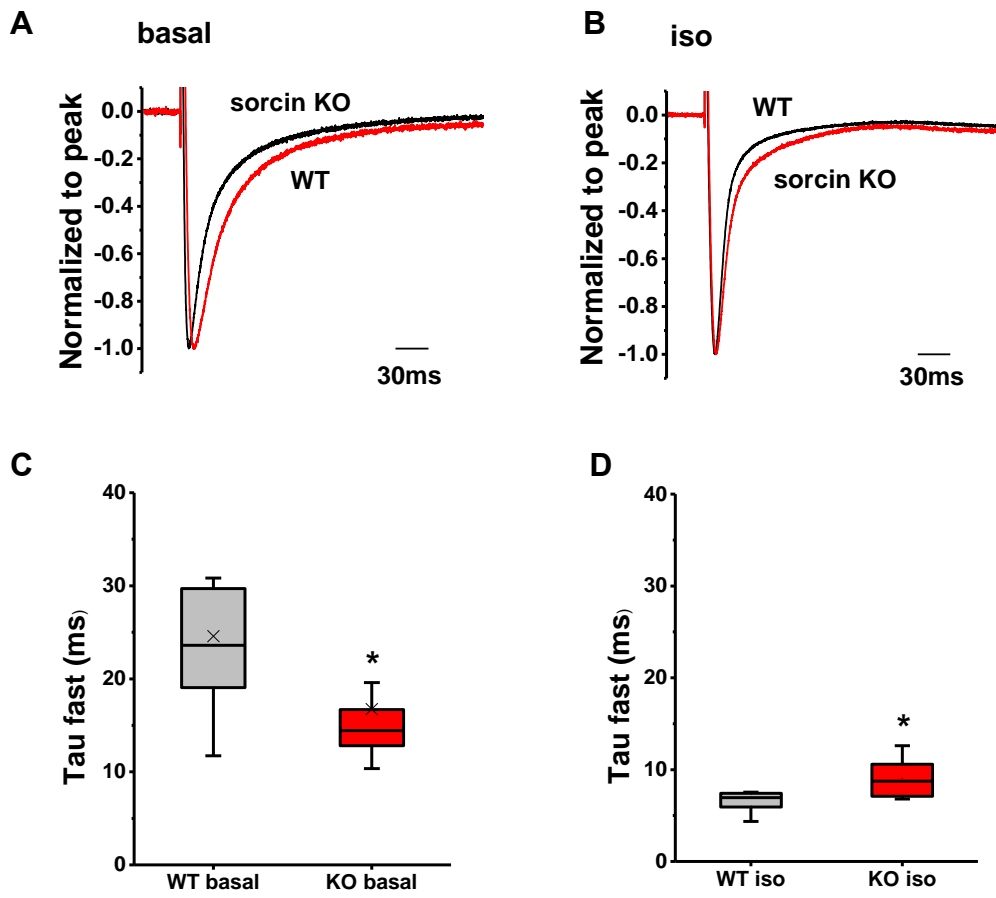 A
basal
Normalized to peak
0.0
-0.2
-0.4
-0.6
-0.8
-1.0
sorcin KO
WT
30ms
B
iso
Normalized to peak
0.0
-0.2
-0.4
-0.6
-0.8
-1.0
WT
sorcin KO
30ms
C
Tau fast (ms)
40
30
20
10
0
*
WT basal
KO basal
D
Tau fast (ms)
40
30
20
10
0
*
WT iso
KO iso